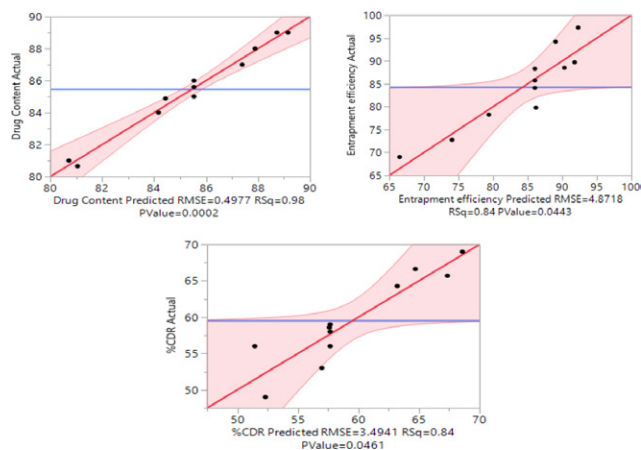 90
88
86
84
82
80
Drug Content Actual
80 82 84 86 88 90
Drug Content Predicted RMSE=0.4977 RSq=0.98
PValue=0.0002
100
95
90
85
80
75
70
65
Entrapment efficiency Actual
65 70 75 80 85 90 95 100
Entrapment efficiency Predicted RMSE=4.8718
RSq=0.84 PValue=0.0443
70
65
60
55
50
%CDR Actual
50 55 60 65 70
%CDR Predicted RMSE=3.4941 RSq=0.84
PValue=0.0461